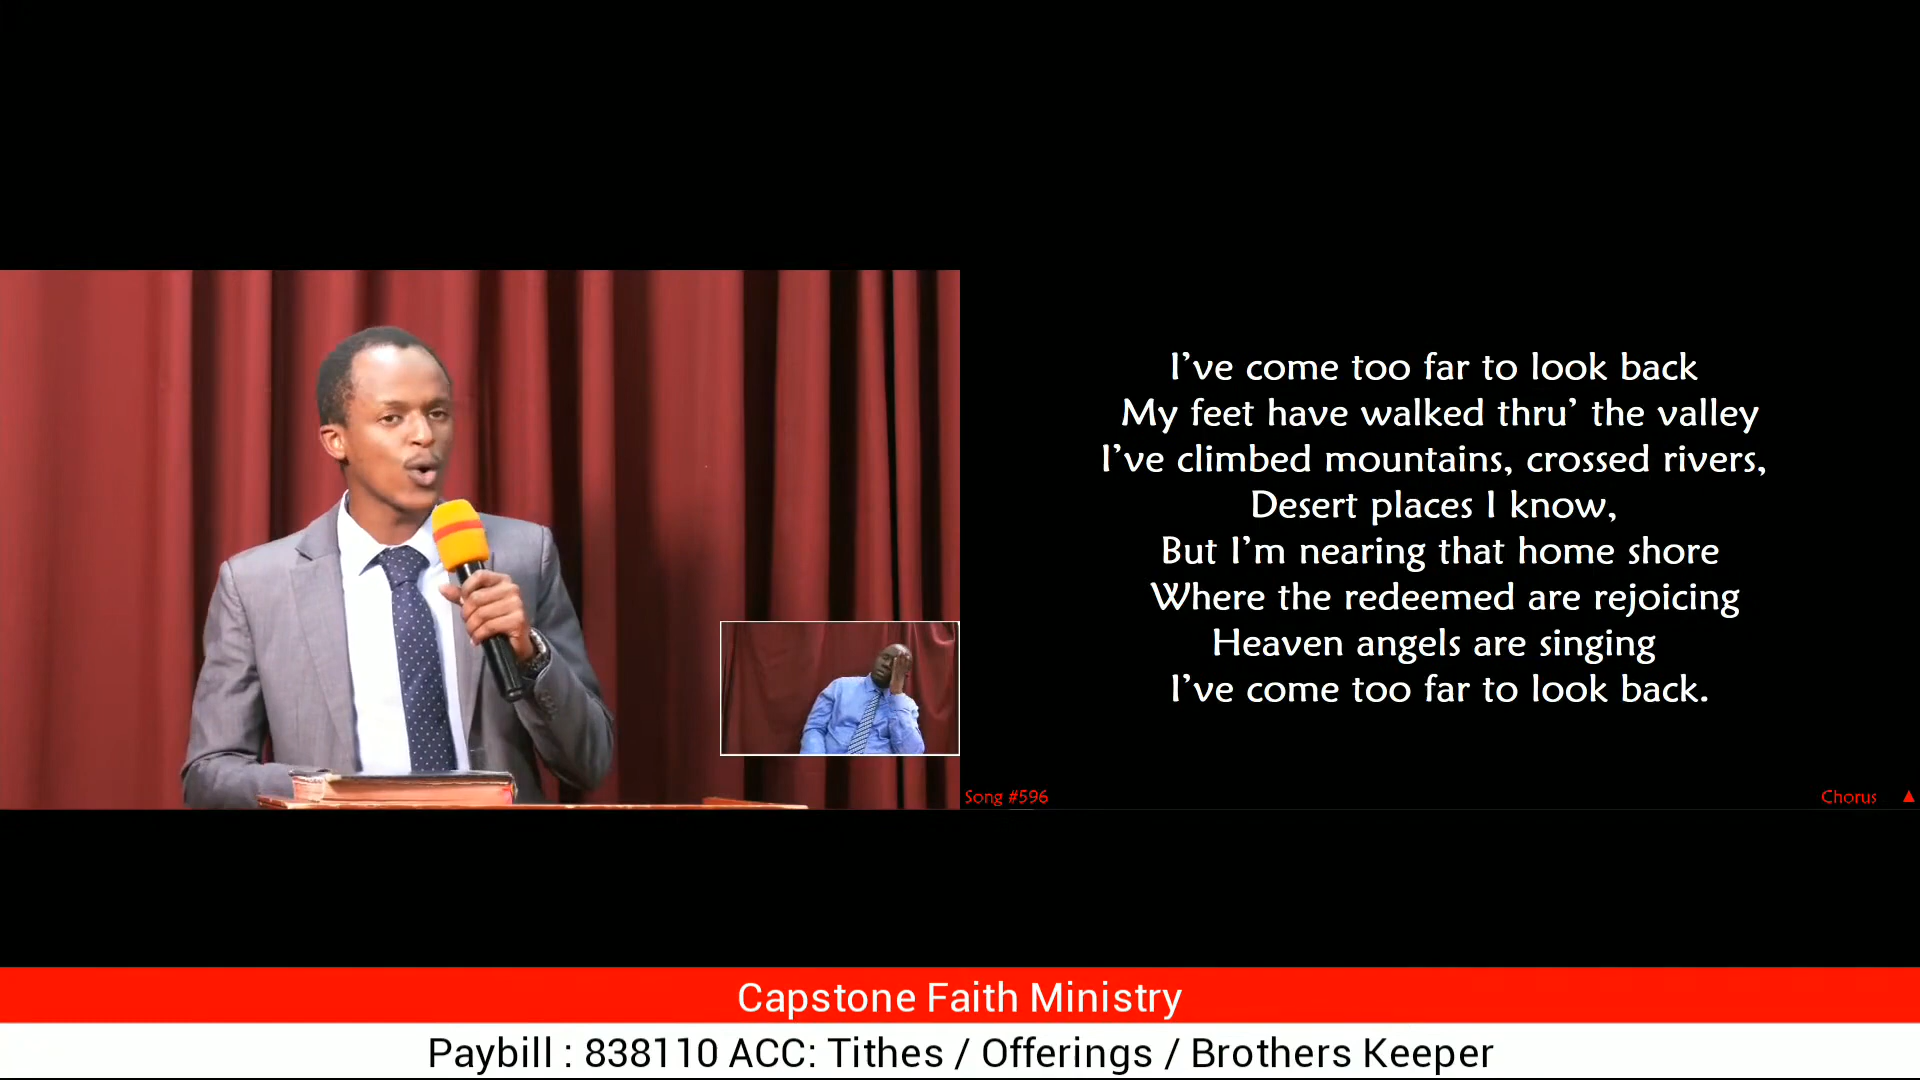 I've come too far to look back
My feet have walked thru' the valley
I've climbed mountains, crossed rivers,
Desert places I know,
But I'm nearing that home shore
Where the redeemed are rejoicing
Heaven angels are singing
I've come too far to look back.
Song #596
Chorus ▲
Capstone Faith Ministry
Paybill : 838110 ACC: Tithes / Offerings / Brothers Keeper